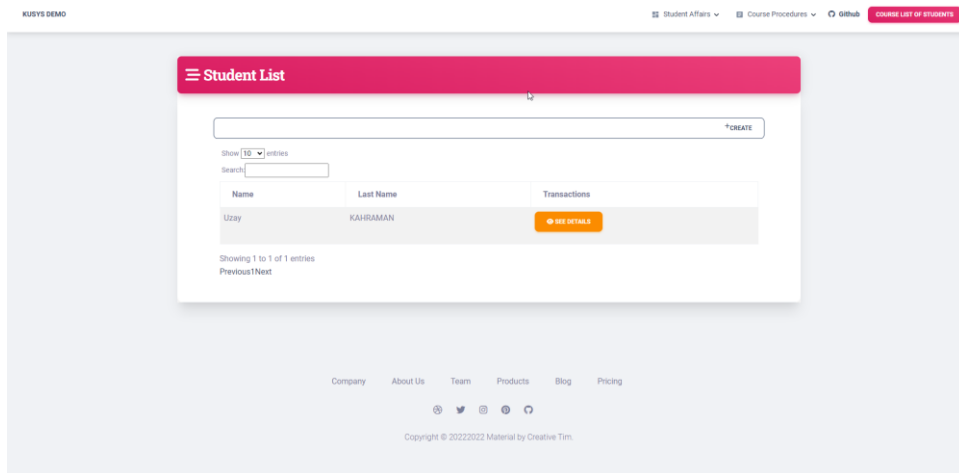 KUSYS DEMO
Student Affairs
Course Procedures
Github
COURSE LIST OF STUDENTS
Student List
+CREATE
Show 10 entries
Search:
Name Last Name Transactions
Uzay KAHRAMAN SEE DETAILS
Showing 1 to 1 of 1 entries
Previous1Next
Company About Us Team Products Blog Pricing
Copyright © 20222022 Material by Creative Tim.